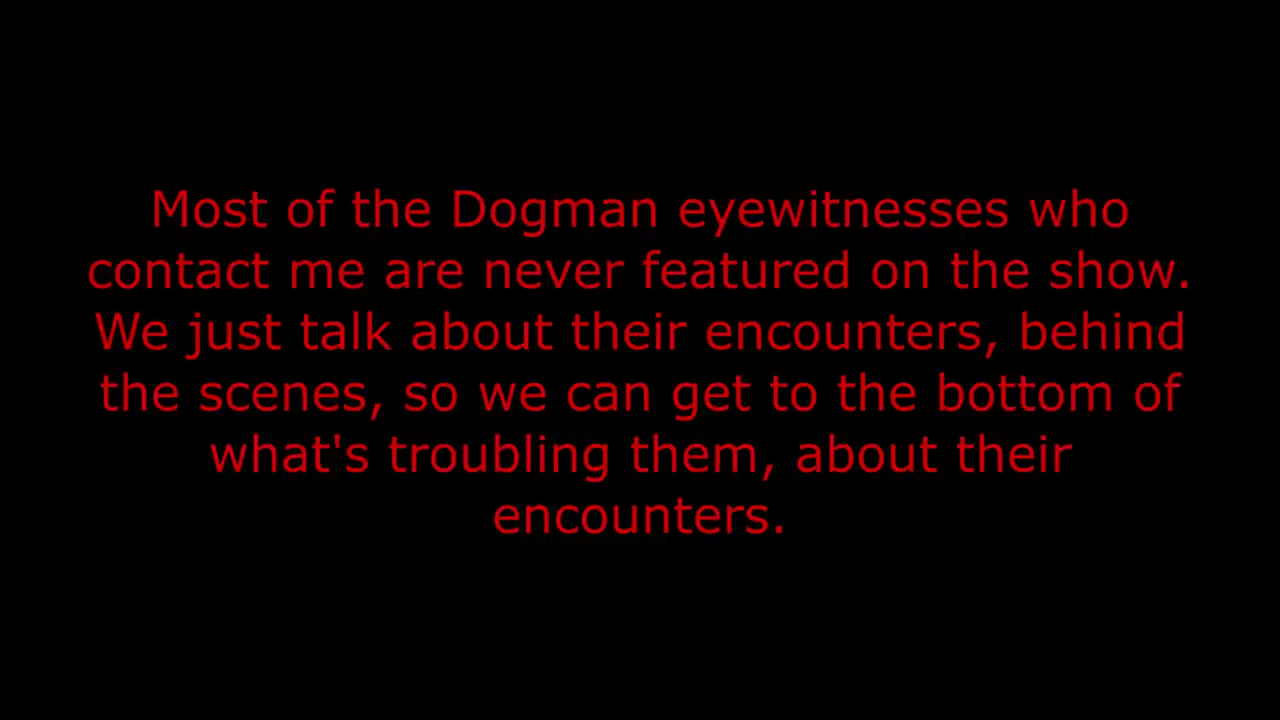 Most of the Dogman eyewitnesses who
contact me are never featured on the show.
We just talk about their encounters, behind
the scenes, so we can get to the bottom of
what's troubling them, about their
encounters.